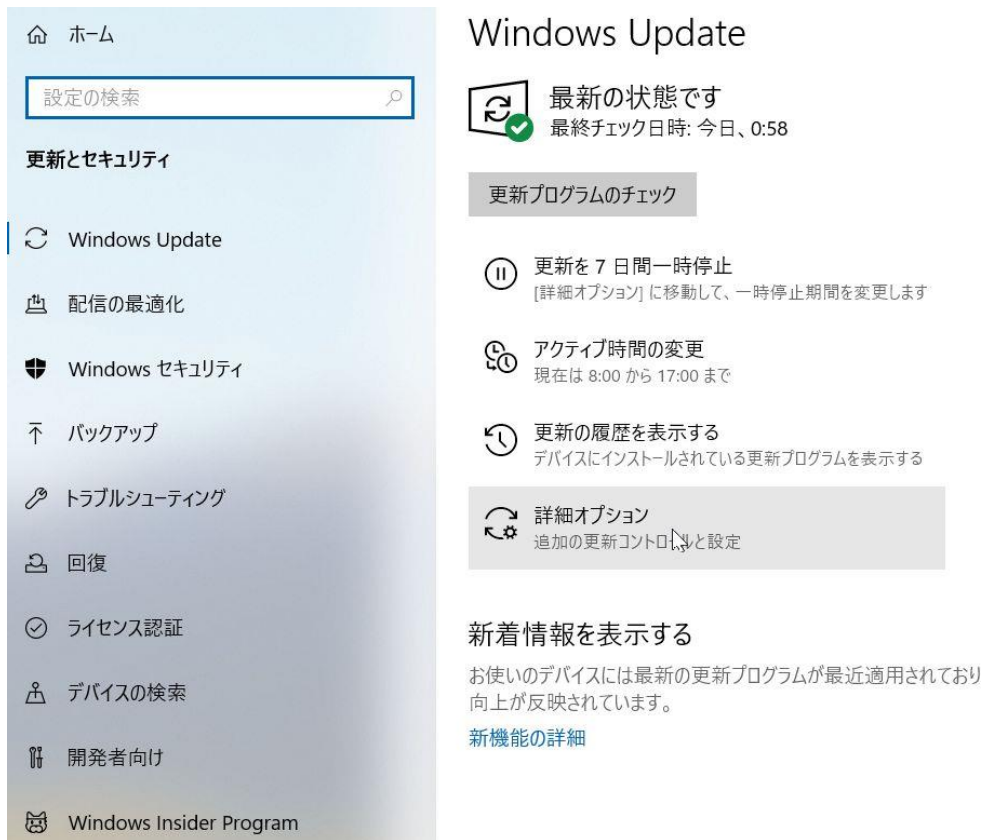 ホーム
設定の検索
更新とセキュリティ
Windows Update
配信の最適化
Windows セキュリティ
バックアップ
トラブルシューティング
回復
ライセンス認証
デバイスの検索
開発者向け
Windows Insider Program
Windows Update
最新の状態です
最終チェック日時: 今日、0:58
更新プログラムのチェック
更新を 7 日間一時停止
[詳細オプション] に移動して、一時停止期間を変更します
アクティブ時間の変更
現在は 8:00 から 17:00 まで
更新の履歴を表示する
デバイスにインストールされている更新プログラムを表示する
詳細オプション
追加の更新コントロールと設定
新着情報を表示する
お使いのデバイスには最新の更新プログラムが最近適用されており
向上が反映されています。
新機能の詳細